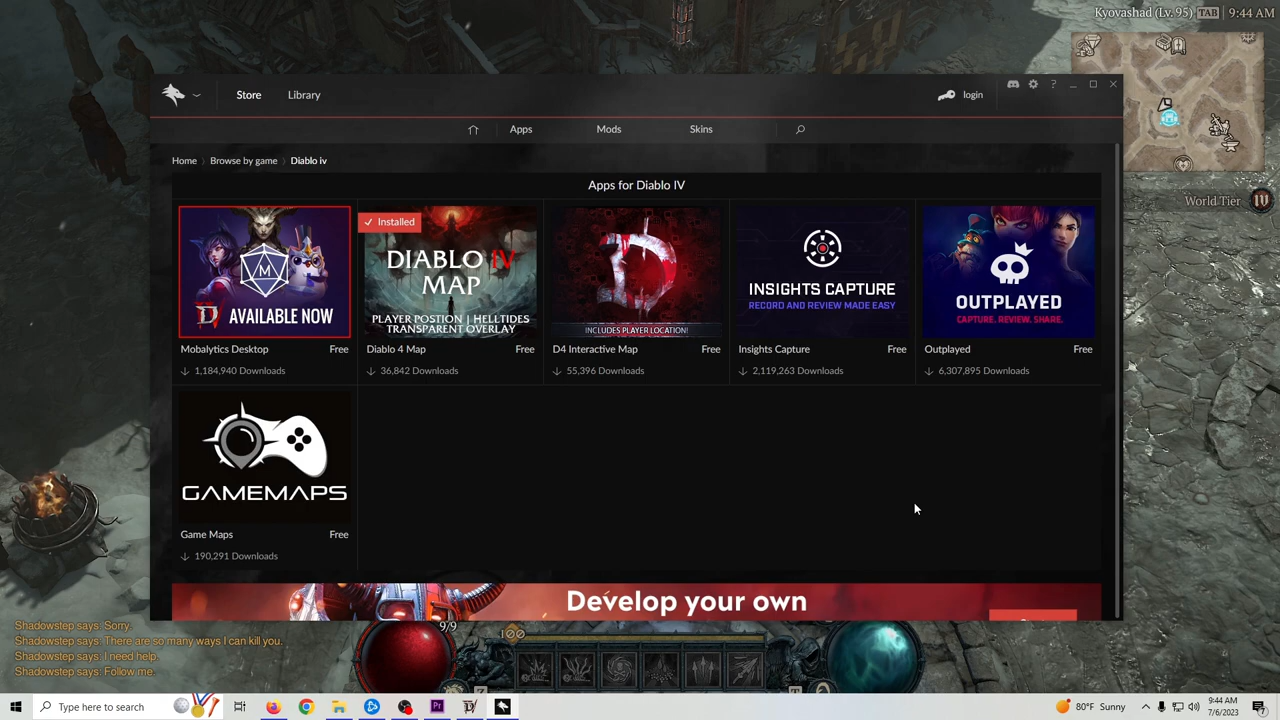 Kyovashad (Lv. 95) TAB 9:44 AM
Store
Library
login
?
Apps
Mods
Skins
Home
Browse by game
Diablo iv
World Tier IV
Apps for Diablo IV
M
AVAILABLE NOW
Mobalytics Desktop
Free
1,184,940 Downloads
Installed
DIABLO IV
MAP
PLAYER POSTION | HELLTIDES
TRANSPARENT OVERLAY
Diablo 4 Map
Free
36,842 Downloads
D
INCLUDES PLAYER LOCATION!
D4 Interactive Map
Free
55,396 Downloads
INSIGHTS CAPTURE
RECORD AND REVIEW MADE EASY
Insights Capture
Free
2,119,263 Downloads
OUTPLAYED
CAPTURE. REVIEW. SHARE.
Outplayed
Free
6,307,895 Downloads
GAMEMAPS
Game Maps
Free
190,291 Downloads
Develop your own
Shadowstep says: Sorry.
Shadowstep says: There are so many ways I can kill you.
Shadowstep says: I need help.
Shadowstep says: Follow me.
9/9
100
Z
T
Type here to search
Pr
80°F Sunny
9:44 AM
7/6/2023
7